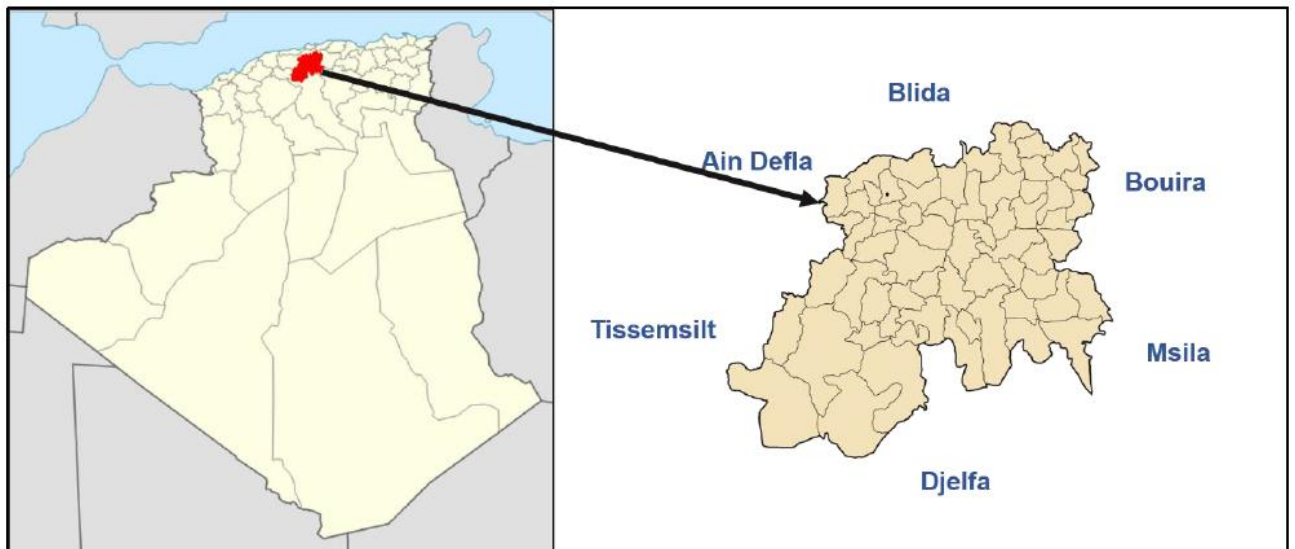 Blida
Ain Defla
Bouira
Tissemsilt
Msila
Djelfa